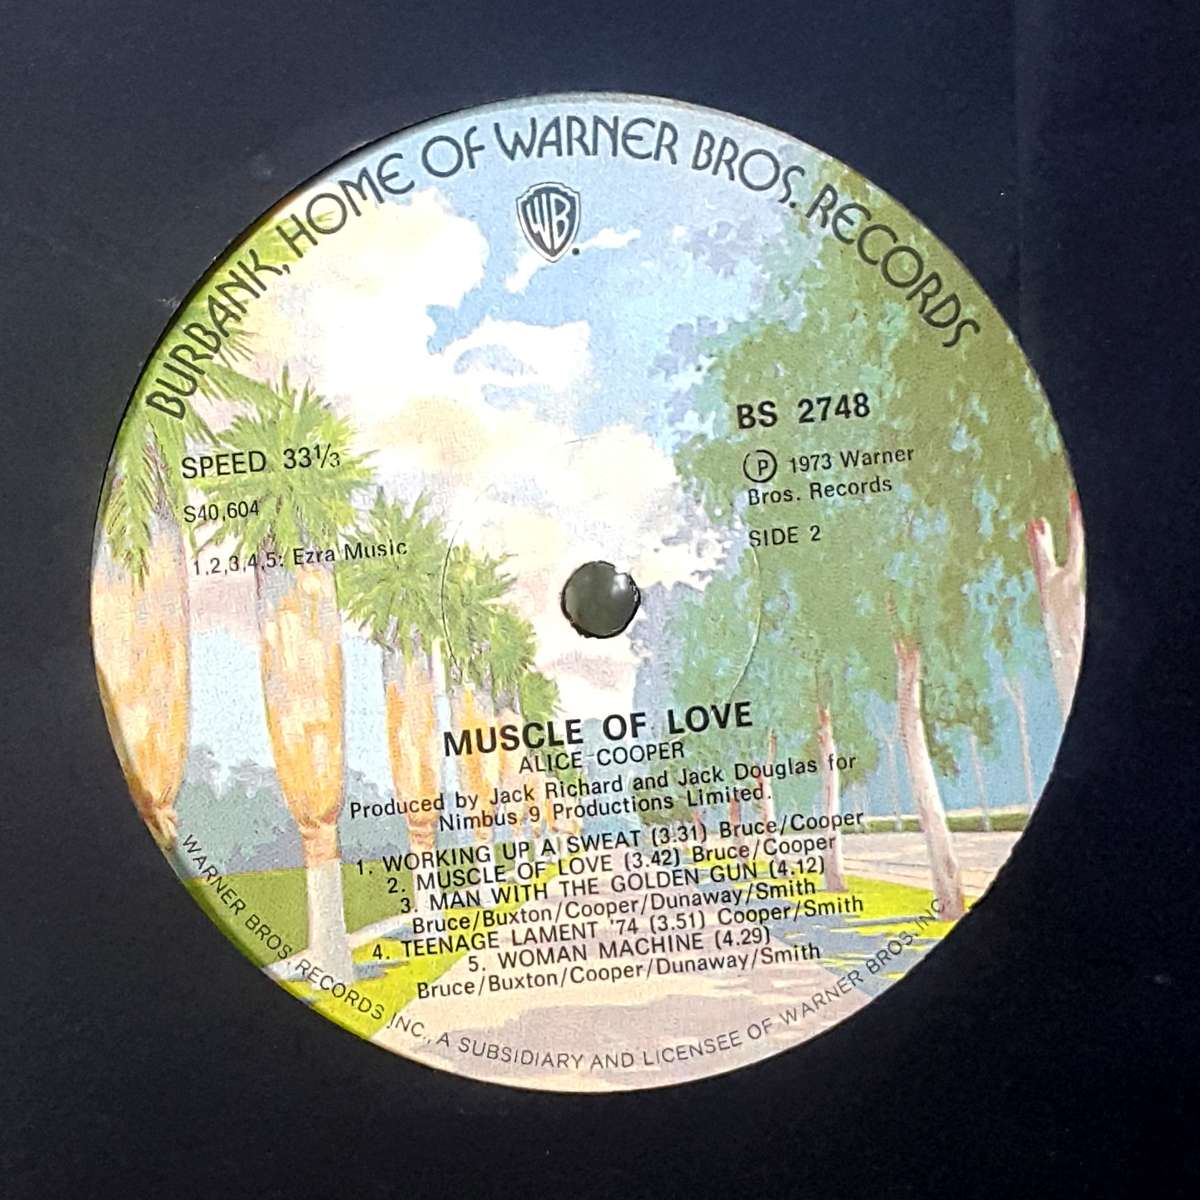 BURBANK, HOME OF WARNER BROS. RECORDS
WB
SPEED 33⅓
S40,604
1,2,3,4,5: Ezra Music
BS 2748
Ⓟ 1973 Warner
Bros. Records
SIDE 2
MUSCLE OF LOVE
ALICE COOPER
Produced by Jack Richard and Jack Douglas for
Nimbus 9 Productions Limited.
1. WORKING UP A SWEAT (3.31) Bruce/Cooper
2. MUSCLE OF LOVE (3.42) Bruce/Cooper
3. MAN WITH THE GOLDEN GUN (4.12)
Bruce/Buxton/Cooper/Dunaway/Smith
4. TEENAGE LAMENT '74 (3.51) Cooper/Smith
5. WOMAN MACHINE (4.29)
Bruce/Buxton/Cooper/Dunaway/Smith
WARNER BROS. RECORDS INC., A SUBSIDIARY AND LICENSEE OF WARNER BROS. INC.